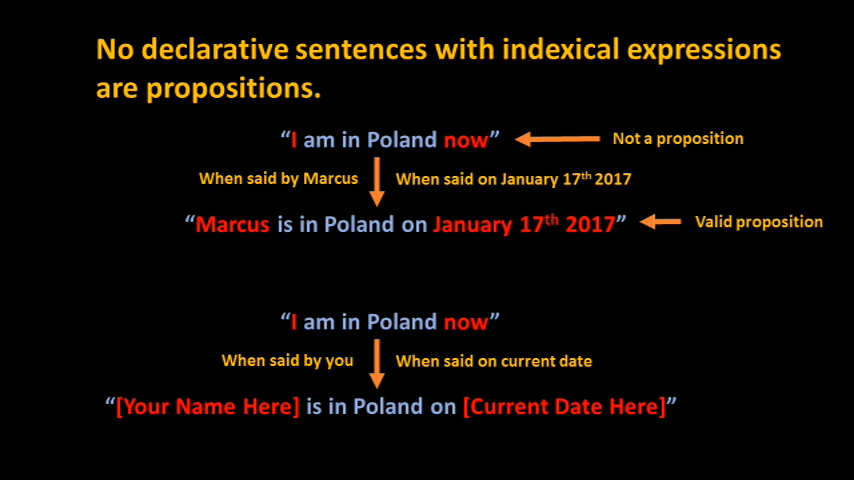 No declarative sentences with indexical expressions
are propositions.
“I am in Poland now”
Not a proposition
When said by Marcus
When said on January 17th 2017
“Marcus is in Poland on January 17th 2017”
Valid proposition
“I am in Poland now”
When said by you
When said on current date
“[Your Name Here] is in Poland on [Current Date Here]”